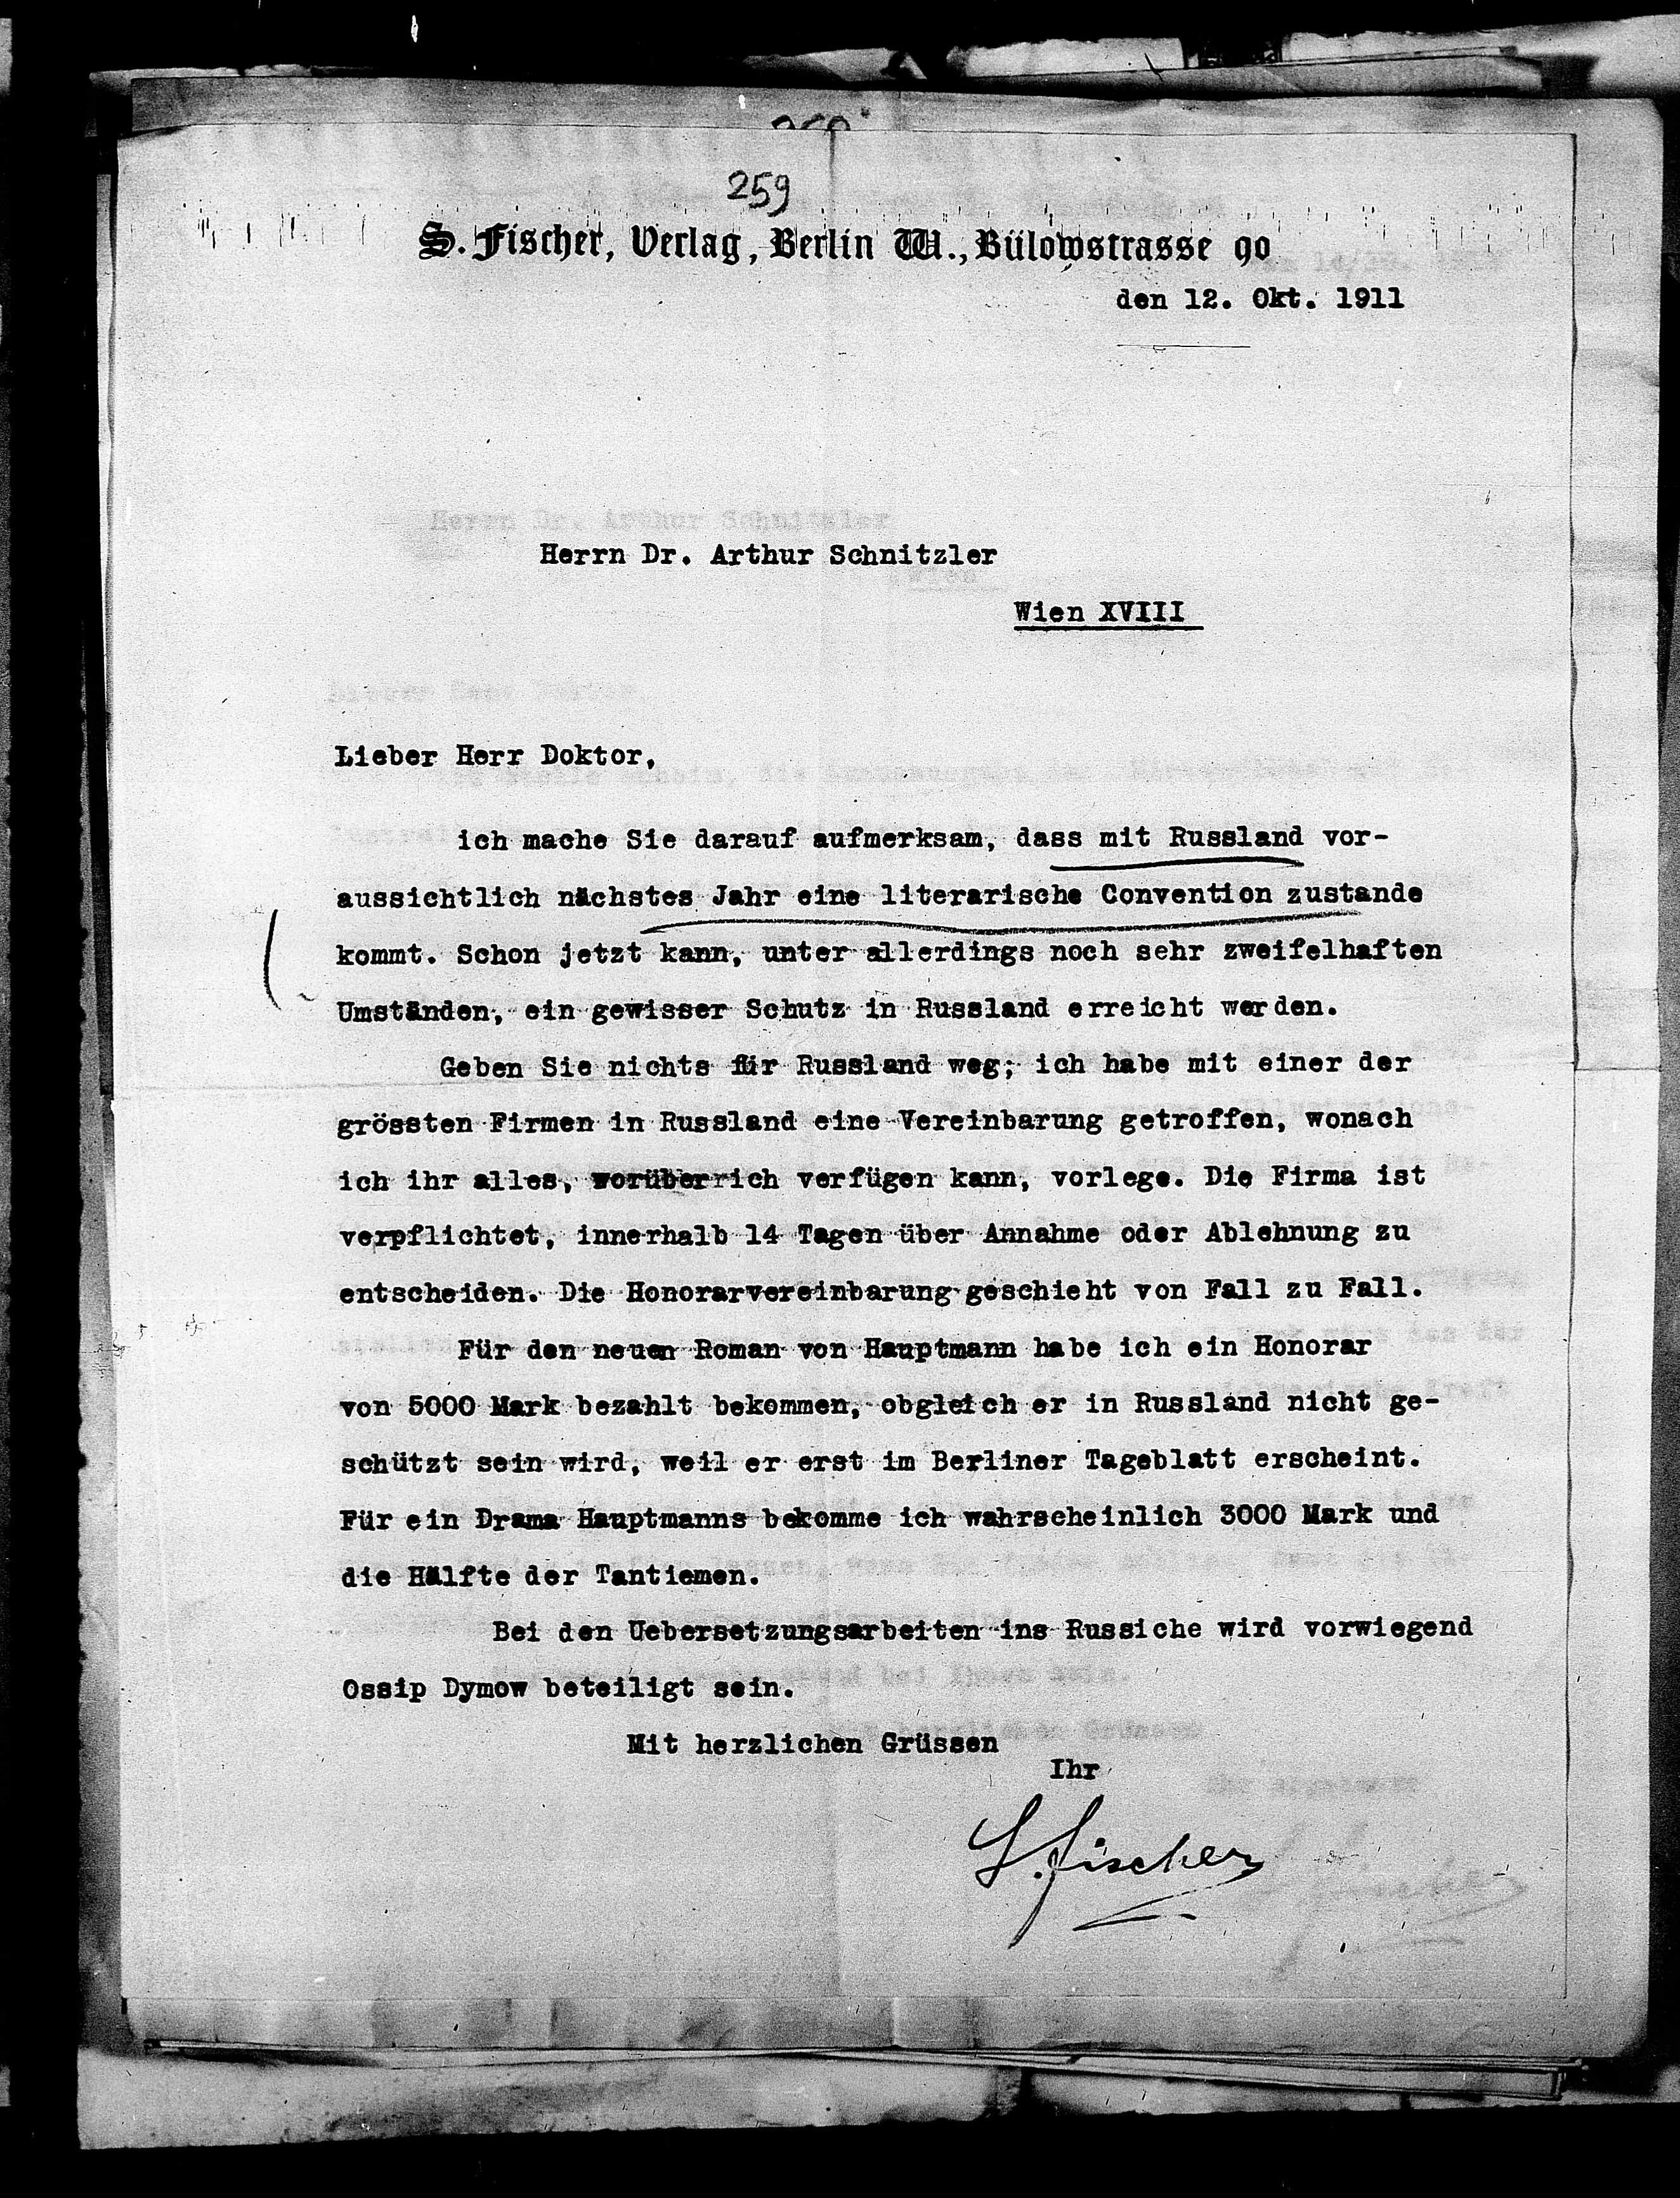 259
S. Fischer, Verlag, Berlin W., Bülowstrasse 90
den 12. Okt. 1911
Herrn Dr. Arthur Schnitzler
Wien XVIII
Lieber Herr Doktor,
ich mache Sie darauf aufmerksam, dass mit Russland vor-
aussichtlich nächstes Jahr eine literarische Convention zustande
kommt. Schon jetzt kann, unter allerdings noch sehr zweifelhaften
Umständen, ein gewisser Schutz in Russland erreicht werden.
Geben Sie nichts für Russland weg; ich habe mit einer der
grössten Firmen in Russland eine Vereinbarung getroffen, wonach
ich ihr alles, worüberrich verfügen kann, vorlege. Die Firma ist
verpflichtet, innerhalb 14 Tagen über Annahme oder Ablehnung zu
entscheiden. Die Honorarvereinbarung geschieht von Fall zu Fall.
Für den neuen Roman von Hauptmann habe ich ein Honorar
von 5000 Mark bezahlt bekommen, obgleich er in Russland nicht ge-
schützt sein wird, weil er erst im Berliner Tageblatt erscheint.
Für ein Drama Hauptmanns bekomme ich wahrscheinlich 3000 Mark und
die Hälfte der Tantiemen.
Bei den Uebersetzungsarbeiten ins Russiche wird vorwiegend
Ossip Dymow beteiligt sein.
Mit herzlichen Grüssen
Ihr
S. Fischer